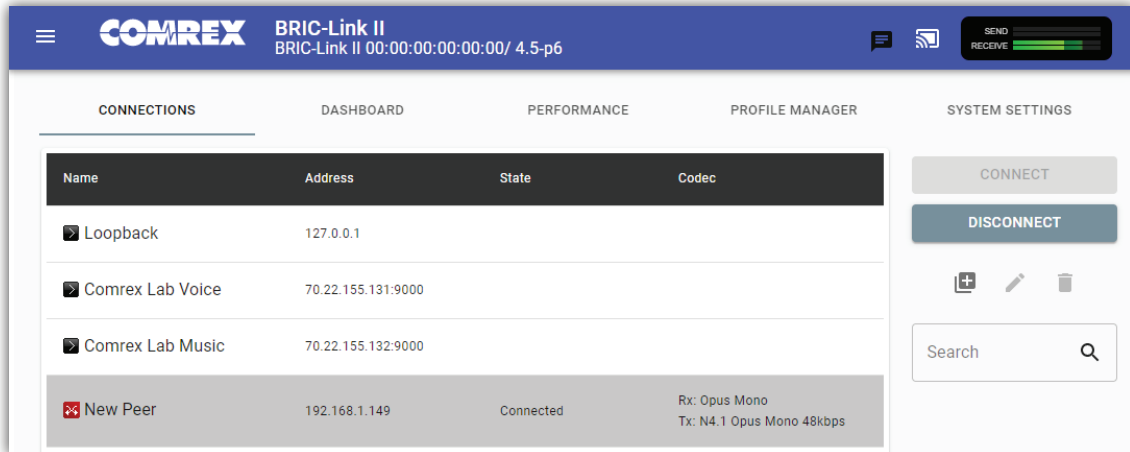 COMREX
BRIC-Link II
BRIC-Link II 00:00:00:00:00:00/ 4.5-p6
SEND
RECEIVE
CONNECTIONS DASHBOARD PERFORMANCE PROFILE MANAGER SYSTEM SETTINGS
Name Address State Codec
CONNECT
DISCONNECT
Loopback 127.0.0.1
Comrex Lab Voice 70.22.155.131:9000
Comrex Lab Music 70.22.155.132:9000
Search
New Peer 192.168.1.149 Connected
Rx: Opus Mono
Tx: N4.1 Opus Mono 48kbps